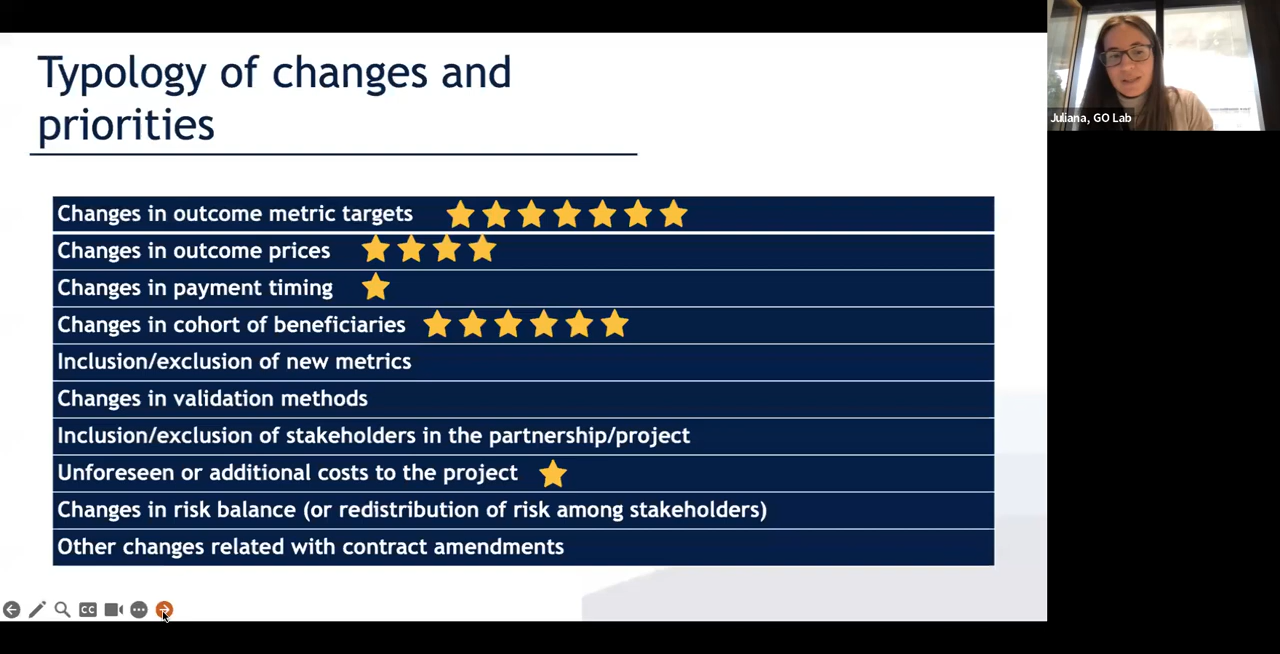 Typology of changes and
priorities
Changes in outcome metric targets
Changes in outcome prices
Changes in payment timing
Changes in cohort of beneficiaries
Inclusion/exclusion of new metrics
Changes in validation methods
Inclusion/exclusion of stakeholders in the partnership/project
Unforeseen or additional costs to the project
Changes in risk balance (or redistribution of risk among stakeholders)
Other changes related with contract amendments
CC
Juliana, GO Lab